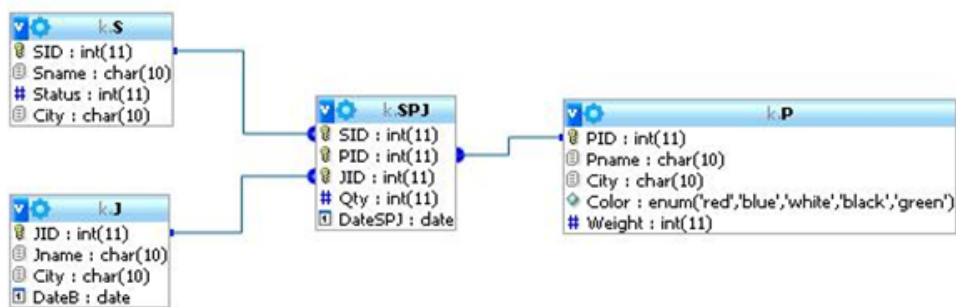 k.S
SID : int(11)
Sname : char(10)
Status : int(11)
City : char(10)
k.J
JID : int(11)
Jname : char(10)
City : char(10)
DateB : date
k.SPJ
SID : int(11)
PID : int(11)
JID : int(11)
Qty : int(11)
DateSPJ : date
k.P
PID : int(11)
Pname : char(10)
City : char(10)
Color : enum('red','blue','white','black','green')
Weight : int(11)